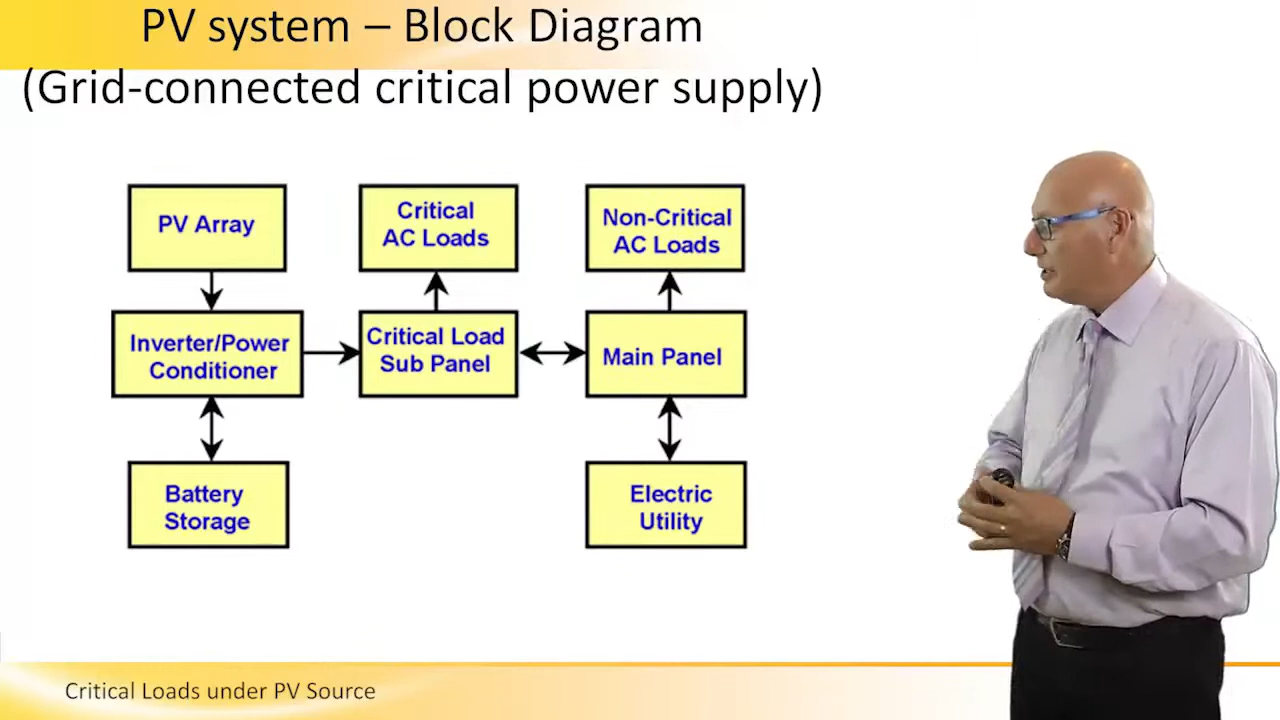 PV system – Block Diagram
(Grid-connected critical power supply)
PV Array
Critical
AC Loads
Non-Critical
AC Loads
Inverter/Power
Conditioner
Critical Load
Sub Panel
Main Panel
Battery
Storage
Electric
Utility
Critical Loads under PV Source